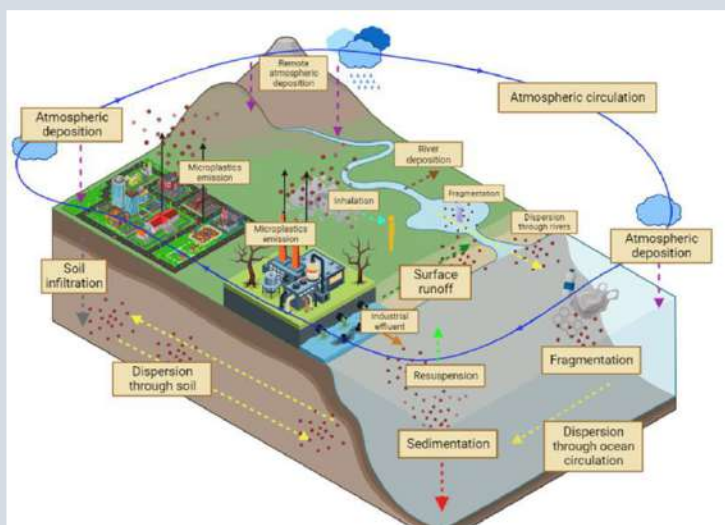 Remote
atmospheric
deposition
Atmospheric circulation
Atmospheric
deposition
River
deposition
Microplastics
emission
Fragmentation
Inhalation
Dispersion
through rivers
Microplastics
emission
Atmospheric
deposition
Surface
runoff
Soil
infiltration
Industrial
effluent
Fragmentation
Dispersion
through soil
Resuspension
Sedimentation
Dispersion
through ocean
circulation